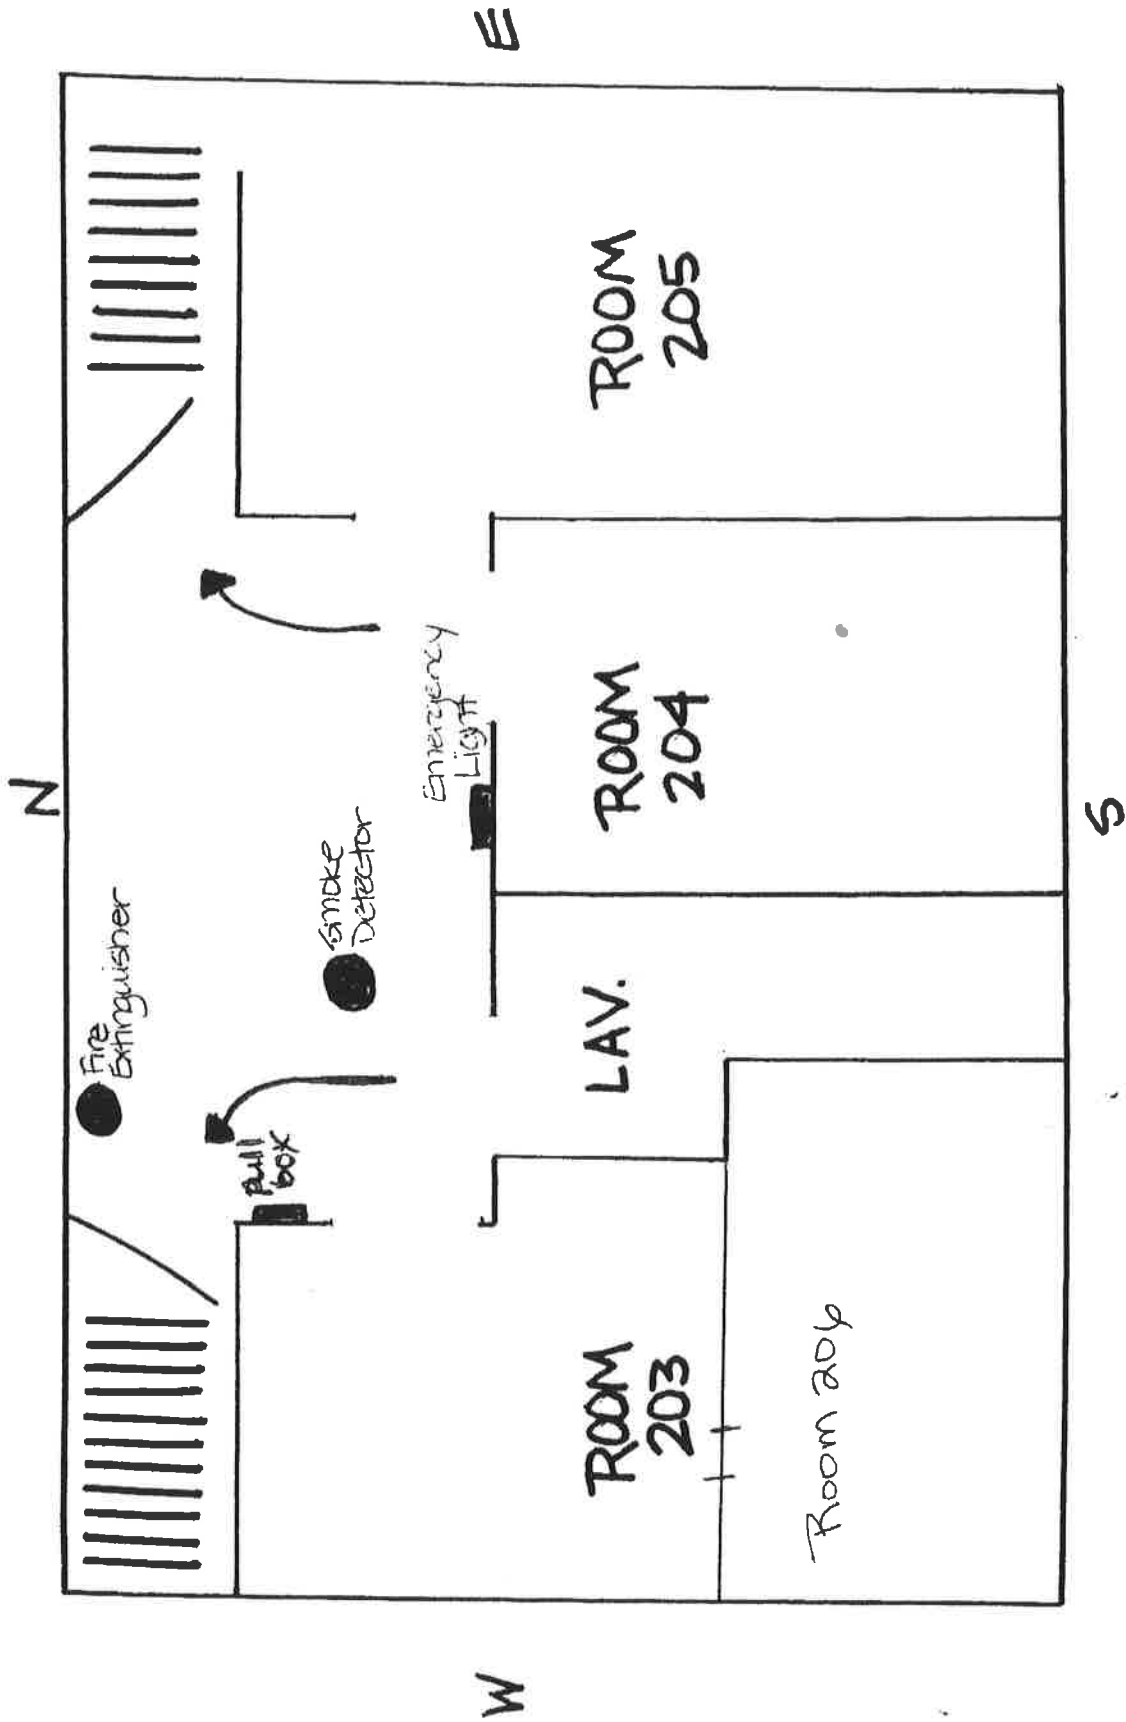 N
Fire
Extinguisher
Smoke
Detector
pull
box
Emergency
Light
W
E
ROOM
203
LAV.
ROOM
204
ROOM
205
Room 206
S